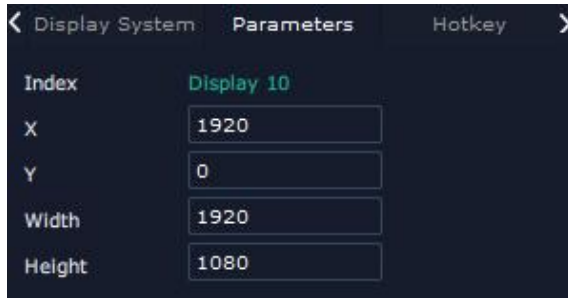 Display System Parameters Hotkey
Index Display 10
X 1920
Y 0
Width 1920
Height 1080